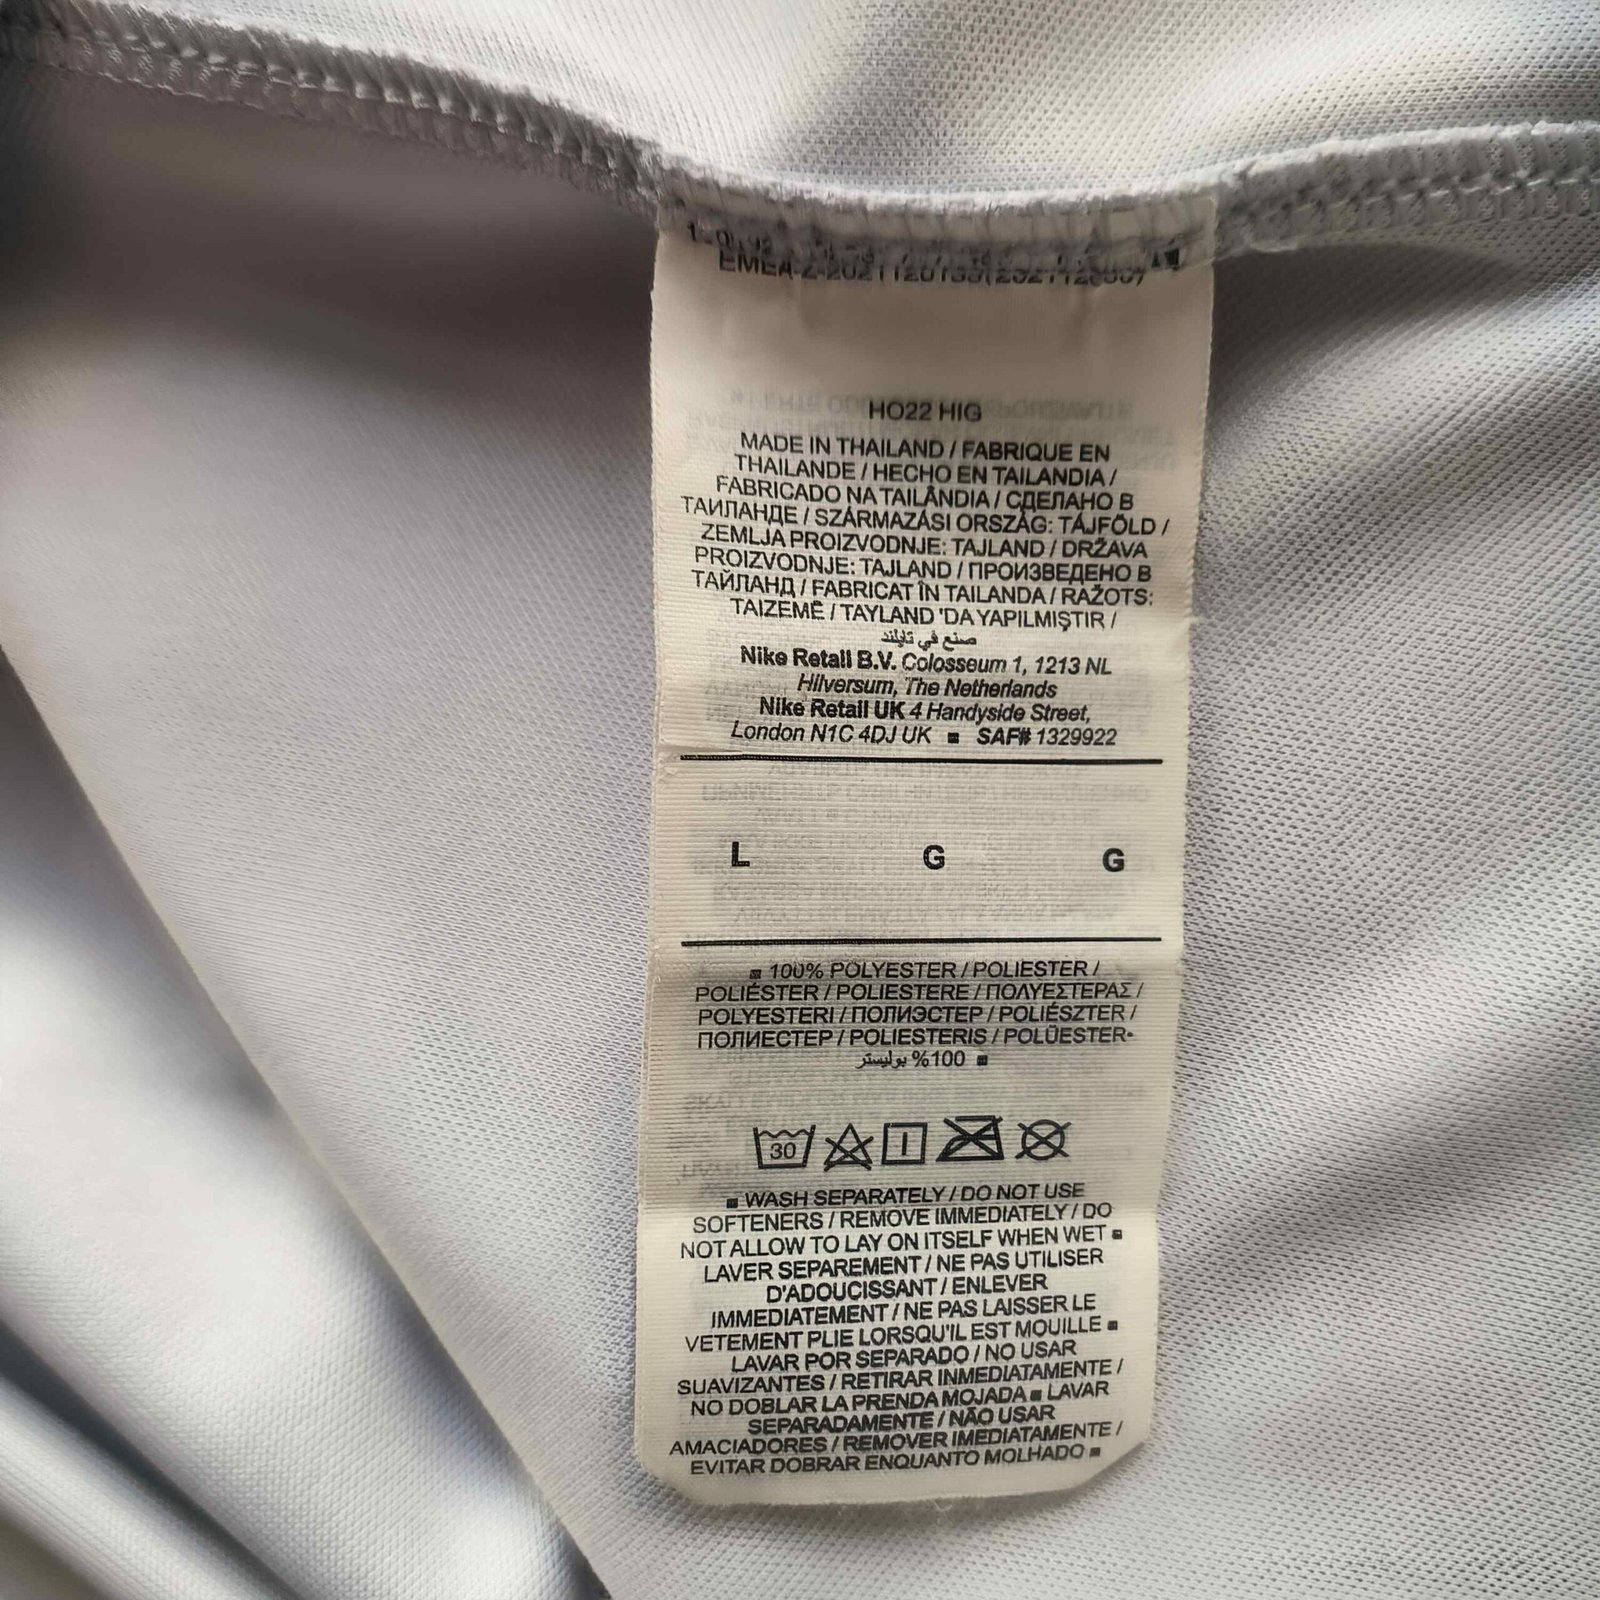 HO22 HIG
MADE IN THAILAND / FABRIQUE EN
THAILANDE / HECHO EN TAILANDIA /
FABRICADO NA TAILÂNDIA / СДЕЛАНО В
ТАИЛАНДЕ / SZÁRMAZÁSI ORSZÁG: TÁJFÖLD /
ZEMLJA PROIZVODNJE: TAJLAND / DRŽAVA
PROIZVODNJE: TAJLAND / ПРОИЗВЕДЕНО В
ТАЙЛАНД / FABRICAT ÎN TAILANDA / RAŽOTS:
TAIZEMĒ / TAYLAND 'DA YAPILMIŞTIR /
صنع في تايلند
Nike Retail B.V. Colosseum 1, 1213 NL
Hilversum, The Netherlands
Nike Retail UK 4 Handyside Street,
London N1C 4DJ UK ■ SAF# 1329922
L G G
■ 100% POLYESTER / POLIESTER /
POLIÉSTER / POLIESTERE / ΠΟΛΥΕΣΤΕΡΑΣ /
POLYESTERI / ПОЛИЭСТЕР / POLIÉSZTER /
ПОЛИЕСТЕР / POLIESTERIS / POLÜESTER•
100% بوليستر ■
30
■ WASH SEPARATELY / DO NOT USE
SOFTENERS / REMOVE IMMEDIATELY / DO
NOT ALLOW TO LAY ON ITSELF WHEN WET ■
LAVER SEPAREMENT / NE PAS UTILISER
D'ADOUCISSANT / ENLEVER
IMMEDIATEMENT / NE PAS LAISSER LE
VETEMENT PLIE LORSQU'IL EST MOUILLE ■
LAVAR POR SEPARADO / NO USAR
SUAVIZANTES / RETIRAR INMEDIATAMENTE /
NO DOBLAR LA PRENDA MOJADA ■ LAVAR
SEPARADAMENTE / NÃO USAR
AMACIADORES / REMOVER IMEDIATAMENTE /
EVITAR DOBRAR ENQUANTO MOLHADO ■